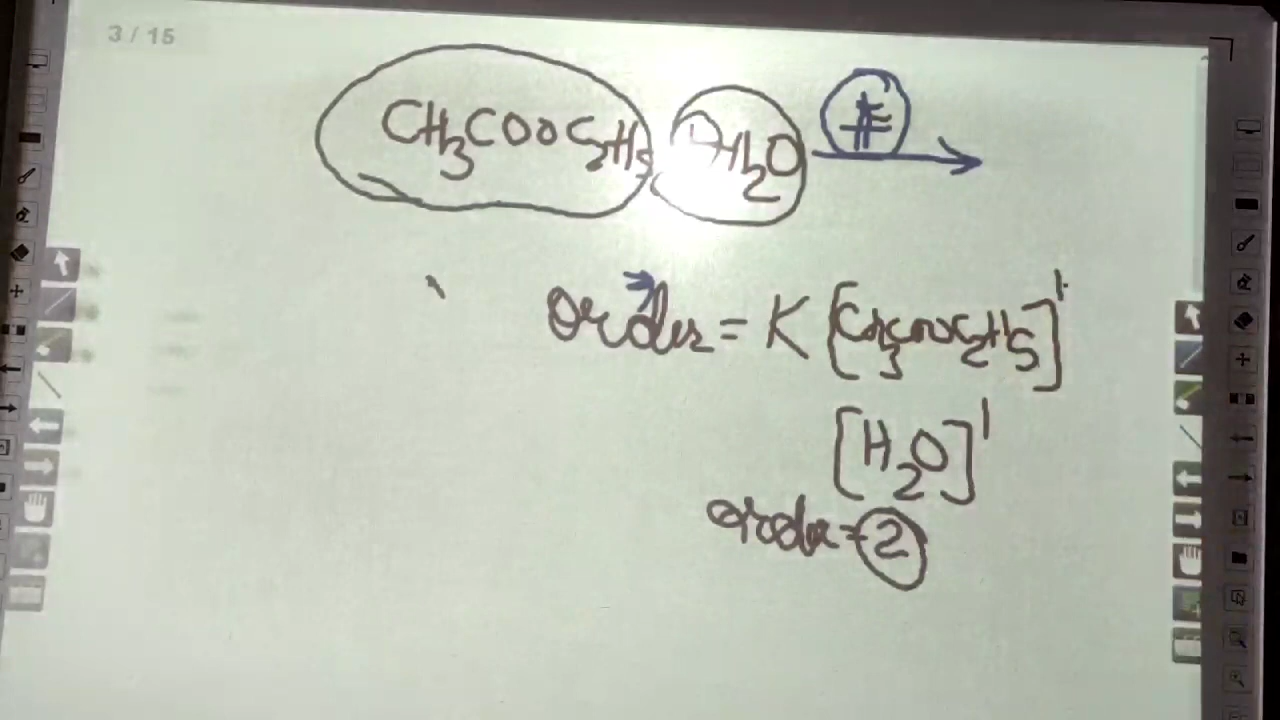 3 / 15
CH3COOC2H5 + H2O
order = K [CH3COOC2H5]^1
[H2O]^1
order = 2